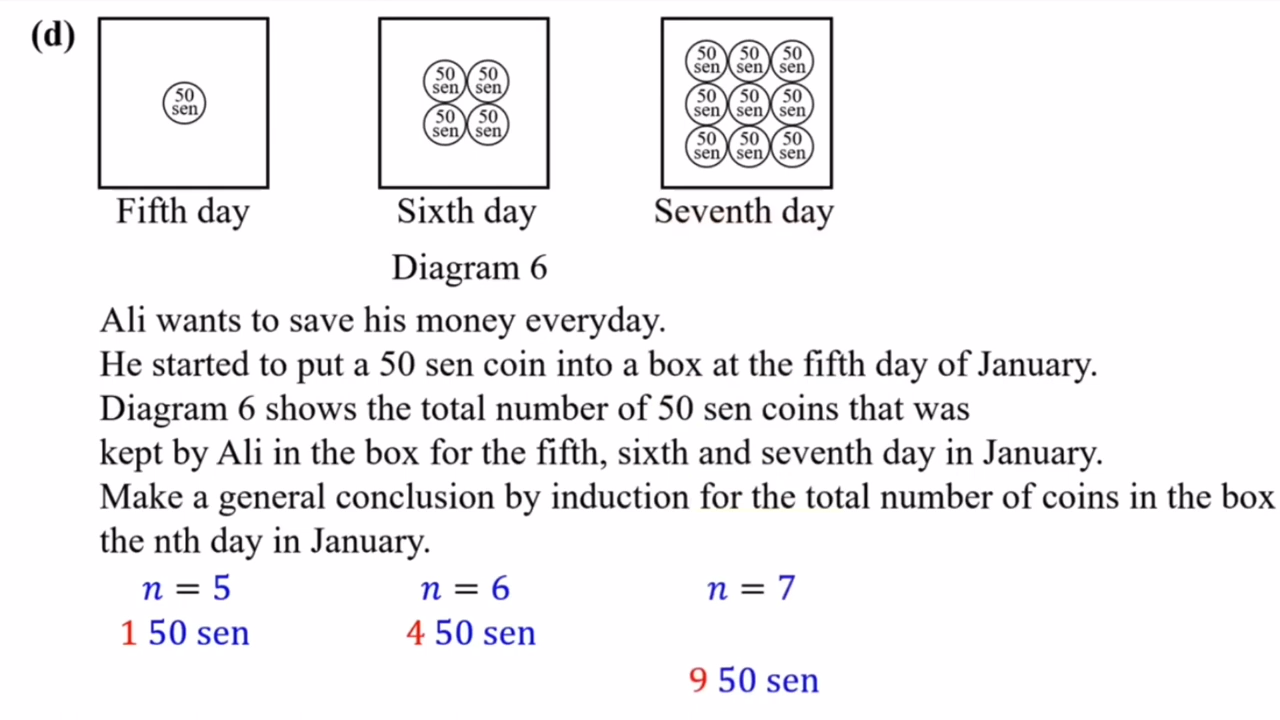 (d)
50 sen
50 sen 50 sen
50 sen 50 sen
50 sen 50 sen 50 sen
50 sen 50 sen 50 sen
50 sen 50 sen 50 sen
Fifth day Sixth day Seventh day
Diagram 6
Ali wants to save his money everyday.
He started to put a 50 sen coin into a box at the fifth day of January.
Diagram 6 shows the total number of 50 sen coins that was
kept by Ali in the box for the fifth, sixth and seventh day in January.
Make a general conclusion by induction for the total number of coins in the box
the nth day in January.
n = 5 n = 6 n = 7
1 50 sen 4 50 sen
9 50 sen